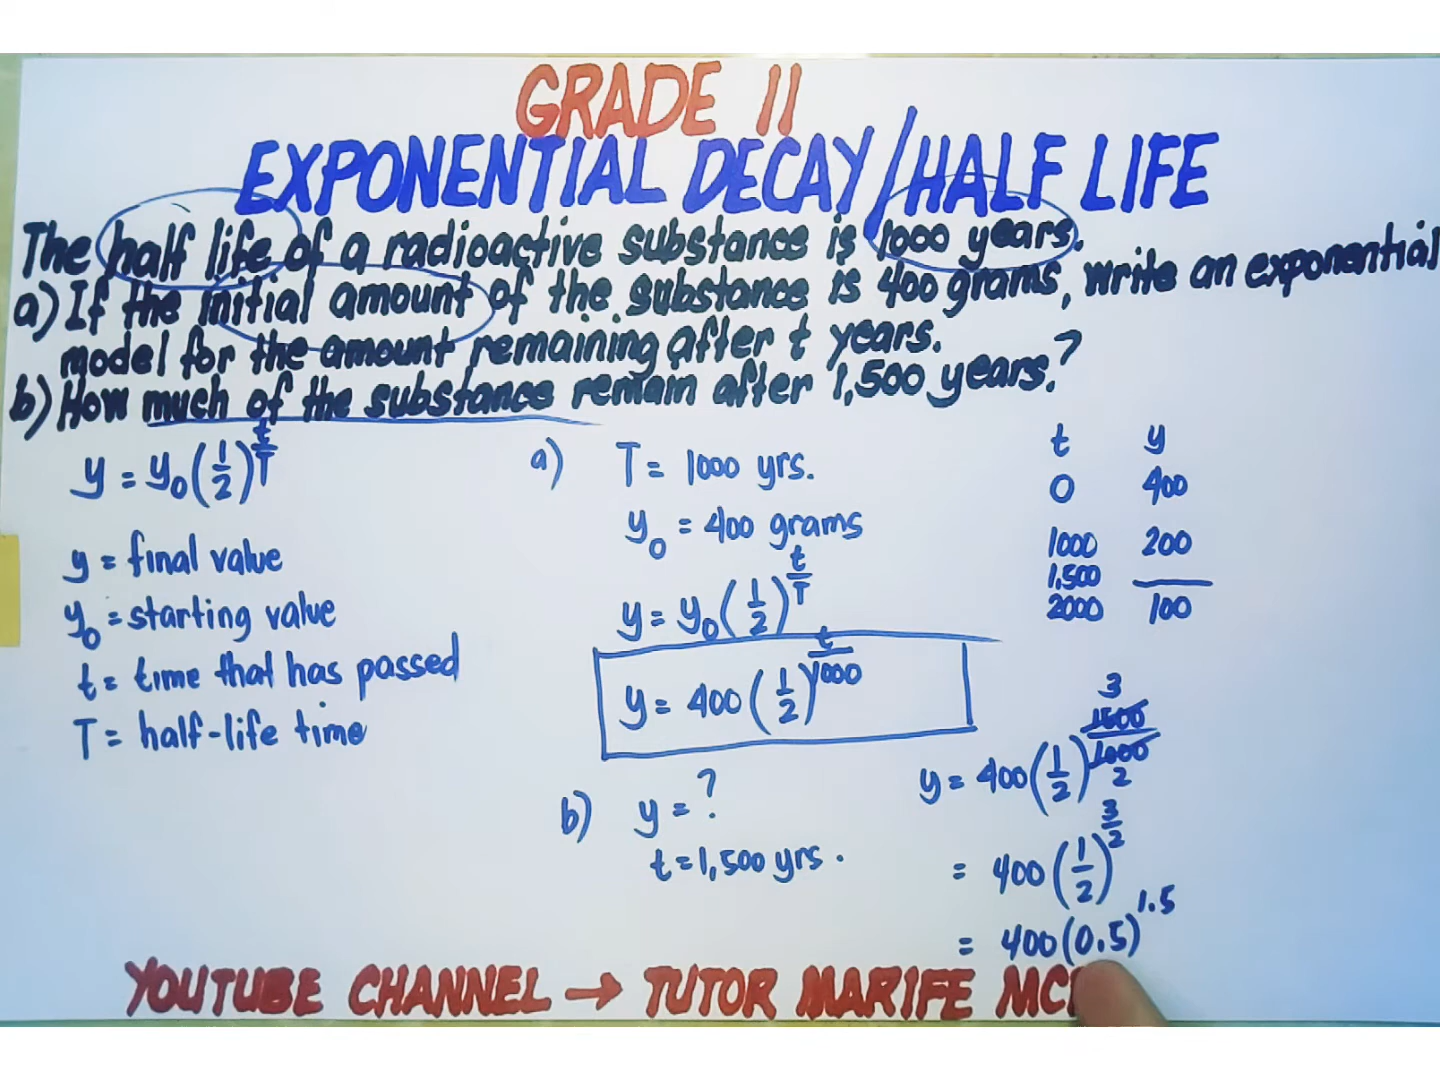 GRADE 11
EXPONENTIAL DECAY/HALF LIFE
The half life of a radioactive substance is 1000 years.
a) If the initial amount of the substance is 400 grams, write an exponential
model for the amount remaining after t years.
b) How much of the substance remain after 1,500 years?
y = y₀(1/2)^(t/T)
y = final value
y₀ = starting value
t = time that has passed
T = half-life time
a) T = 1000 yrs.
y₀ = 400 grams
y = y₀(1/2)^(t/T)
y = 400(1/2)^(t/1000)
b) y = ?
t = 1,500 yrs.
t y
0 400
1000 200
1,500
2000 100
3
y = 400(1/2)^(1500/1000)
2
= 400(1/2)^(3/2)
= 400(0.5)^1.5
YOUTUBE CHANNEL → TUTOR MARIFE